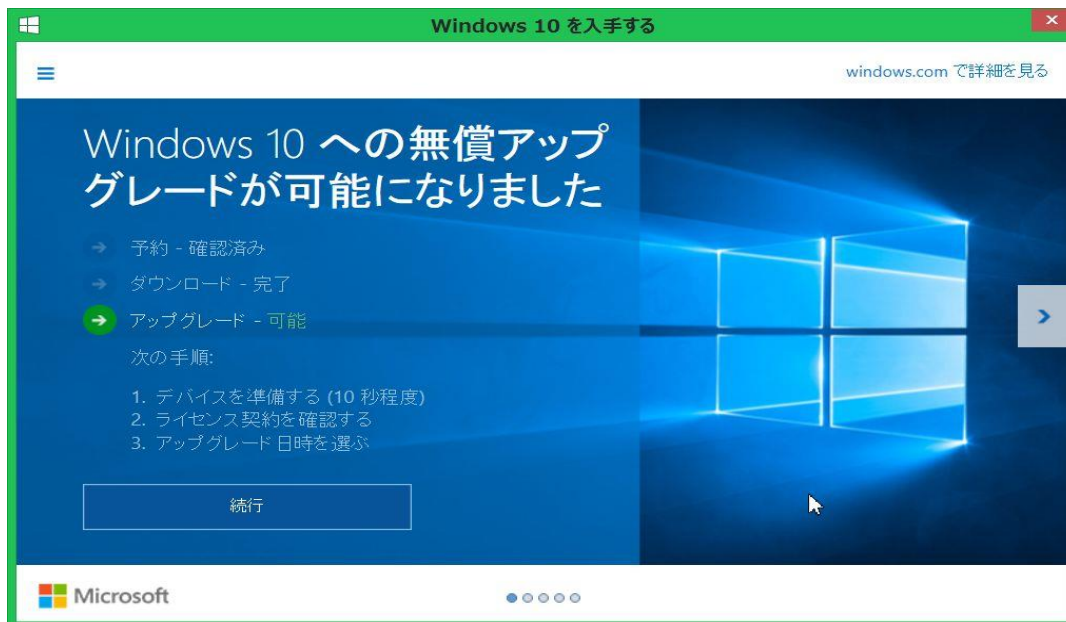 Windows 10 を入手する
windows.com で詳細を見る
Windows 10 への無償アップ
グレードが可能になりました
予約 - 確認済み
ダウンロード - 完了
アップグレード - 可能
次の手順:
1. デバイスを準備する (10 秒程度)
2. ライセンス契約を確認する
3. アップグレード日時を選ぶ
続行
Microsoft